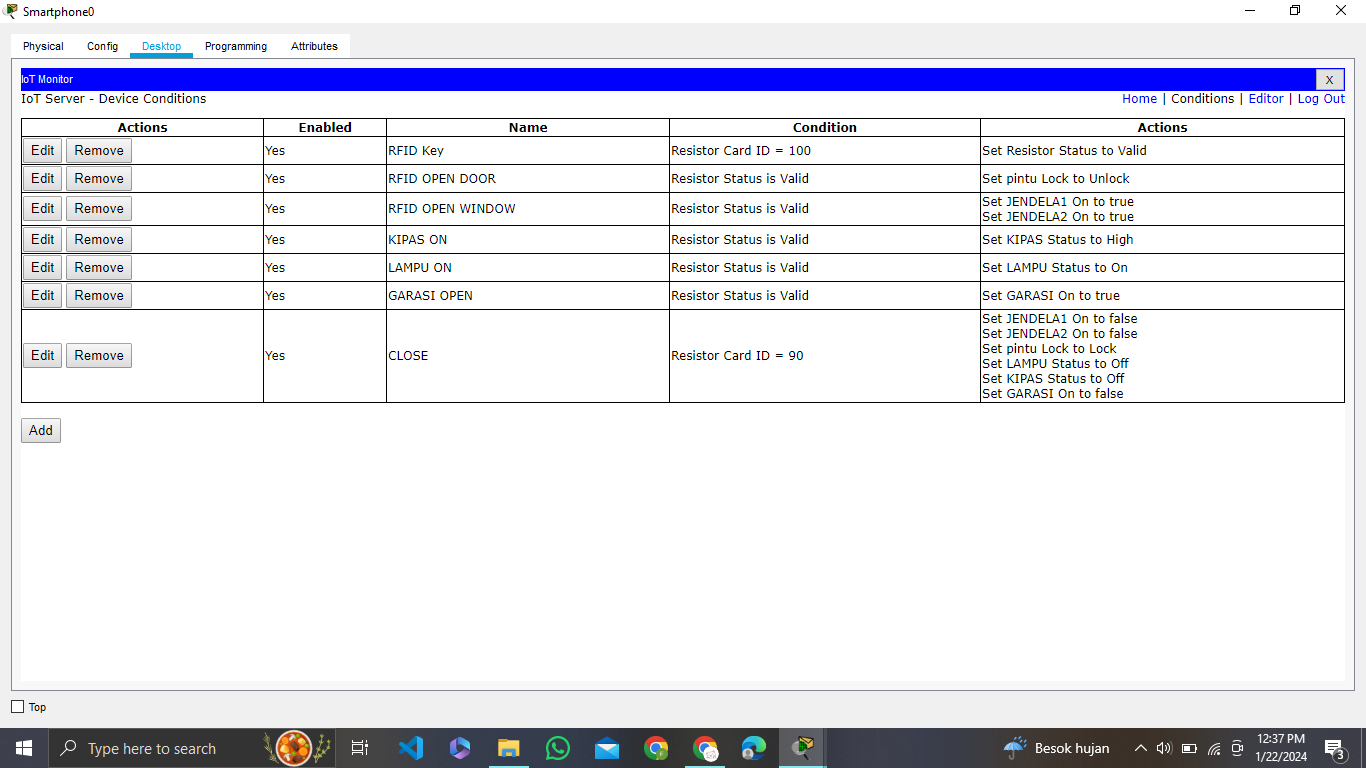 Smartphone0
Physical Config Desktop Programming Attributes
IoT Monitor X
IoT Server - Device Conditions Home | Conditions | Editor | Log Out
Actions Enabled Name Condition Actions
Edit Remove Yes RFID Key Resistor Card ID = 100 Set Resistor Status to Valid
Edit Remove Yes RFID OPEN DOOR Resistor Status is Valid Set pintu Lock to Unlock
Edit Remove Yes RFID OPEN WINDOW Resistor Status is Valid Set JENDELA1 On to true
Set JENDELA2 On to true
Edit Remove Yes KIPAS ON Resistor Status is Valid Set KIPAS Status to High
Edit Remove Yes LAMPU ON Resistor Status is Valid Set LAMPU Status to On
Edit Remove Yes GARASI OPEN Resistor Status is Valid Set GARASI On to true
Edit Remove Yes CLOSE Resistor Card ID = 90 Set JENDELA1 On to false
Set JENDELA2 On to false
Set pintu Lock to Lock
Set LAMPU Status to Off
Set KIPAS Status to Off
Set GARASI On to false
Add
Top
Type here to search
Besok hujan
12:37 PM
1/22/2024
3